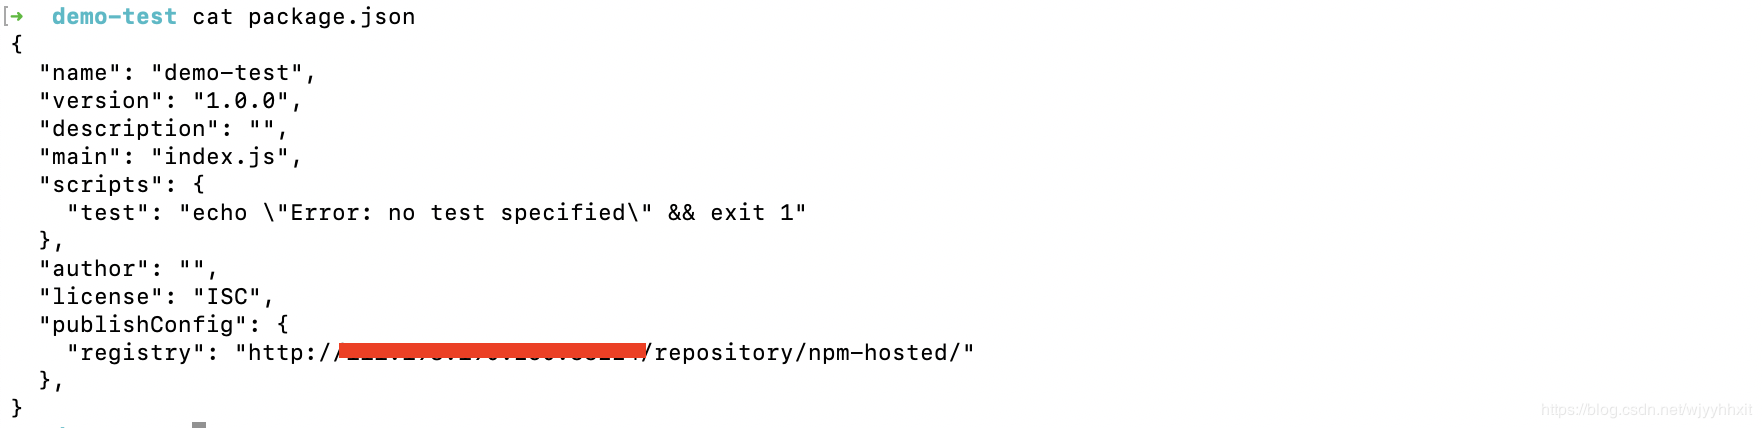 [➜  demo-test cat package.json
{
  "name": "demo-test",
  "version": "1.0.0",
  "description": "",
  "main": "index.js",
  "scripts": {
    "test": "echo \"Error: no test specified\" && exit 1"
  },
  "author": "",
  "license": "ISC",
  "publishConfig": {
    "registry": "http:///repository/npm-hosted/"
  },
}
https://blog.csdn.net/wjyyhhxit